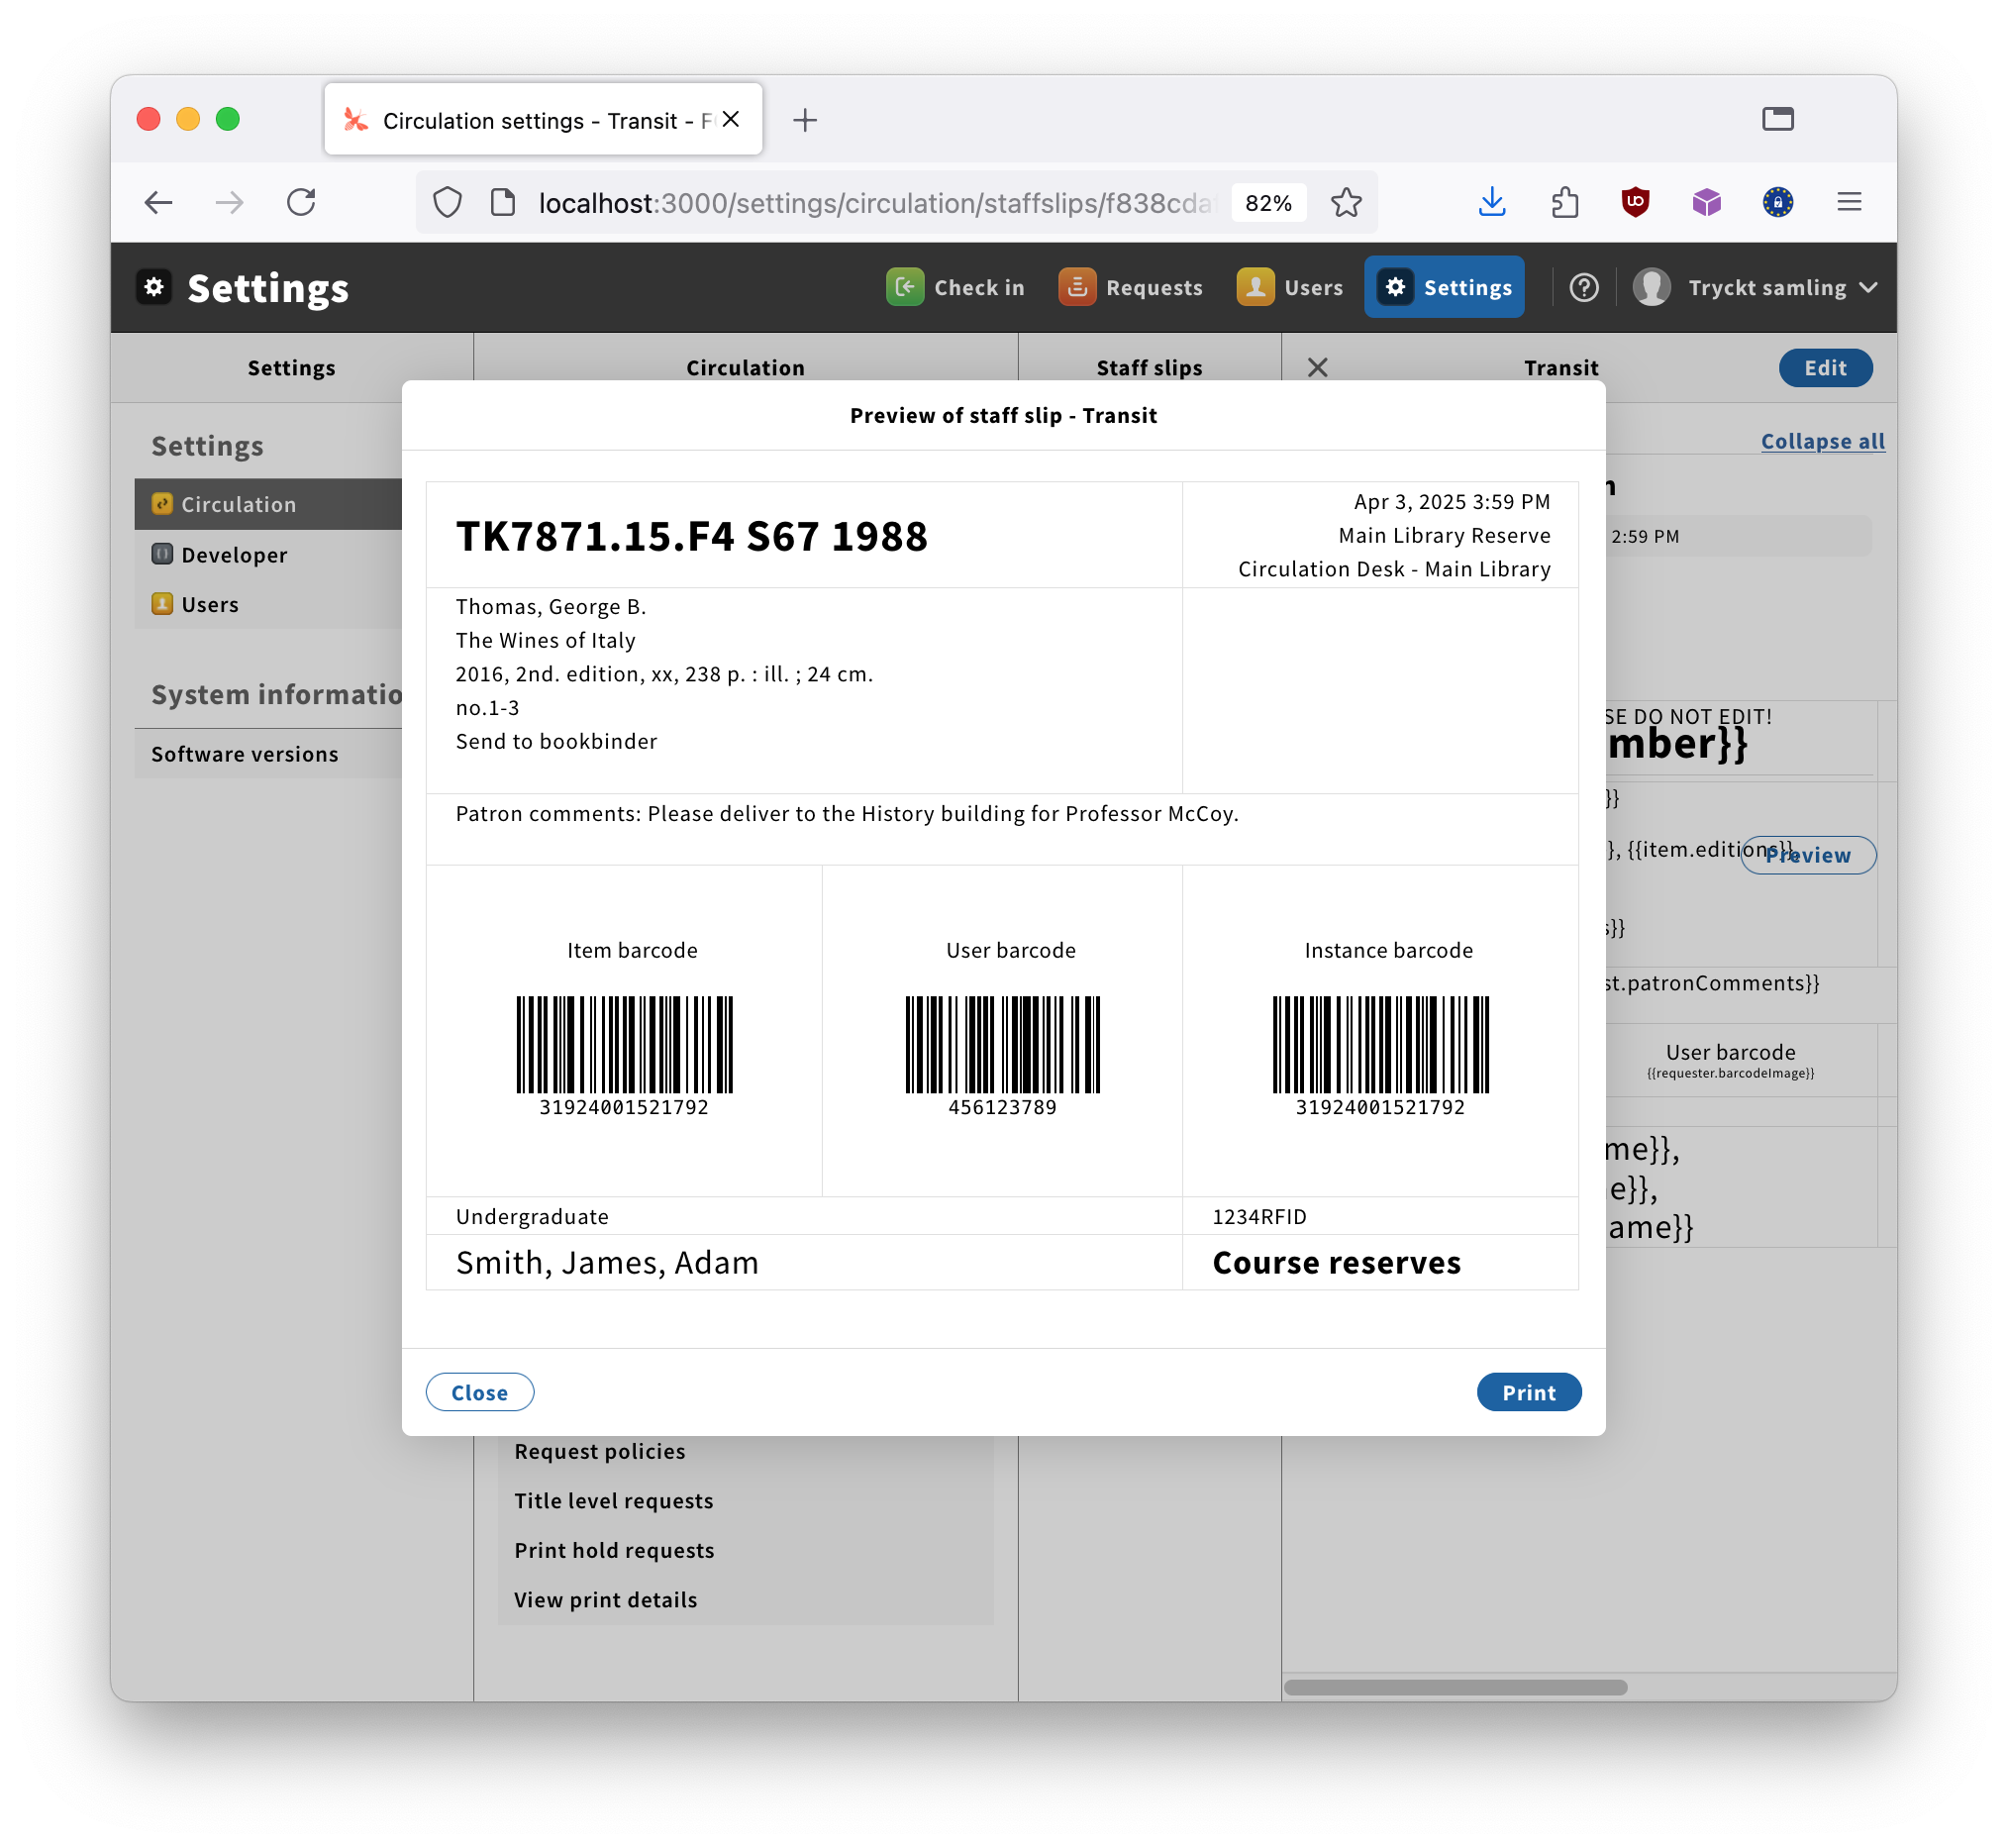 Circulation settings - Transit - F
localhost:3000/settings/circulation/staffslips/f838cda
82%
Settings
Check in
Requests
Users
Settings
Tryckt samling
Settings
Circulation
Staff slips
Transit
Edit
Settings
Circulation
Developer
Users
System informatio
Software versions
Collapse all
2:59 PM
SE DO NOT EDIT!
mber}}
}}
}, {{item.editions}},
Preview
s}}
st.patronComments}}
User barcode
{{requester.barcodeImage}}
me}},
e}},
ame}}
Preview of staff slip - Transit
TK7871.15.F4 S67 1988
Apr 3, 2025 3:59 PM
Main Library Reserve
Circulation Desk - Main Library
Thomas, George B.
The Wines of Italy
2016, 2nd. edition, xx, 238 p. : ill. ; 24 cm.
no.1-3
Send to bookbinder
Patron comments: Please deliver to the History building for Professor McCoy.
Item barcode
User barcode
Instance barcode
31924001521792
456123789
31924001521792
Undergraduate
1234RFID
Smith, James, Adam
Course reserves
Close
Print
Request policies
Title level requests
Print hold requests
View print details